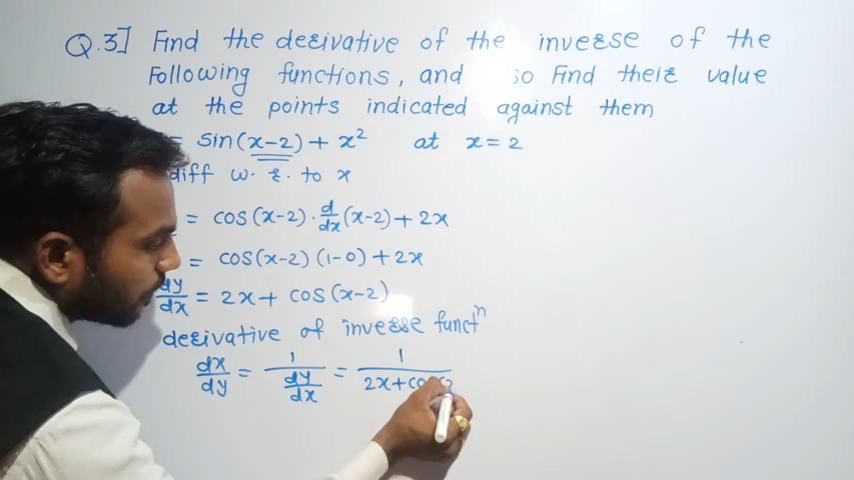 Q.3] Find the derivative of the inverse of the
following functions, and so find their value
at the points indicated against them
= sin(x-2) + x² at x = 2
diff w. r. to x
= cos(x-2) · d/dx (x-2) + 2x
= cos(x-2) (1-0) + 2x
dy/dx = 2x + cos(x-2)
derivative of inverse functⁿ
dx/dy = 1/(dy/dx) = 1/(2x+co